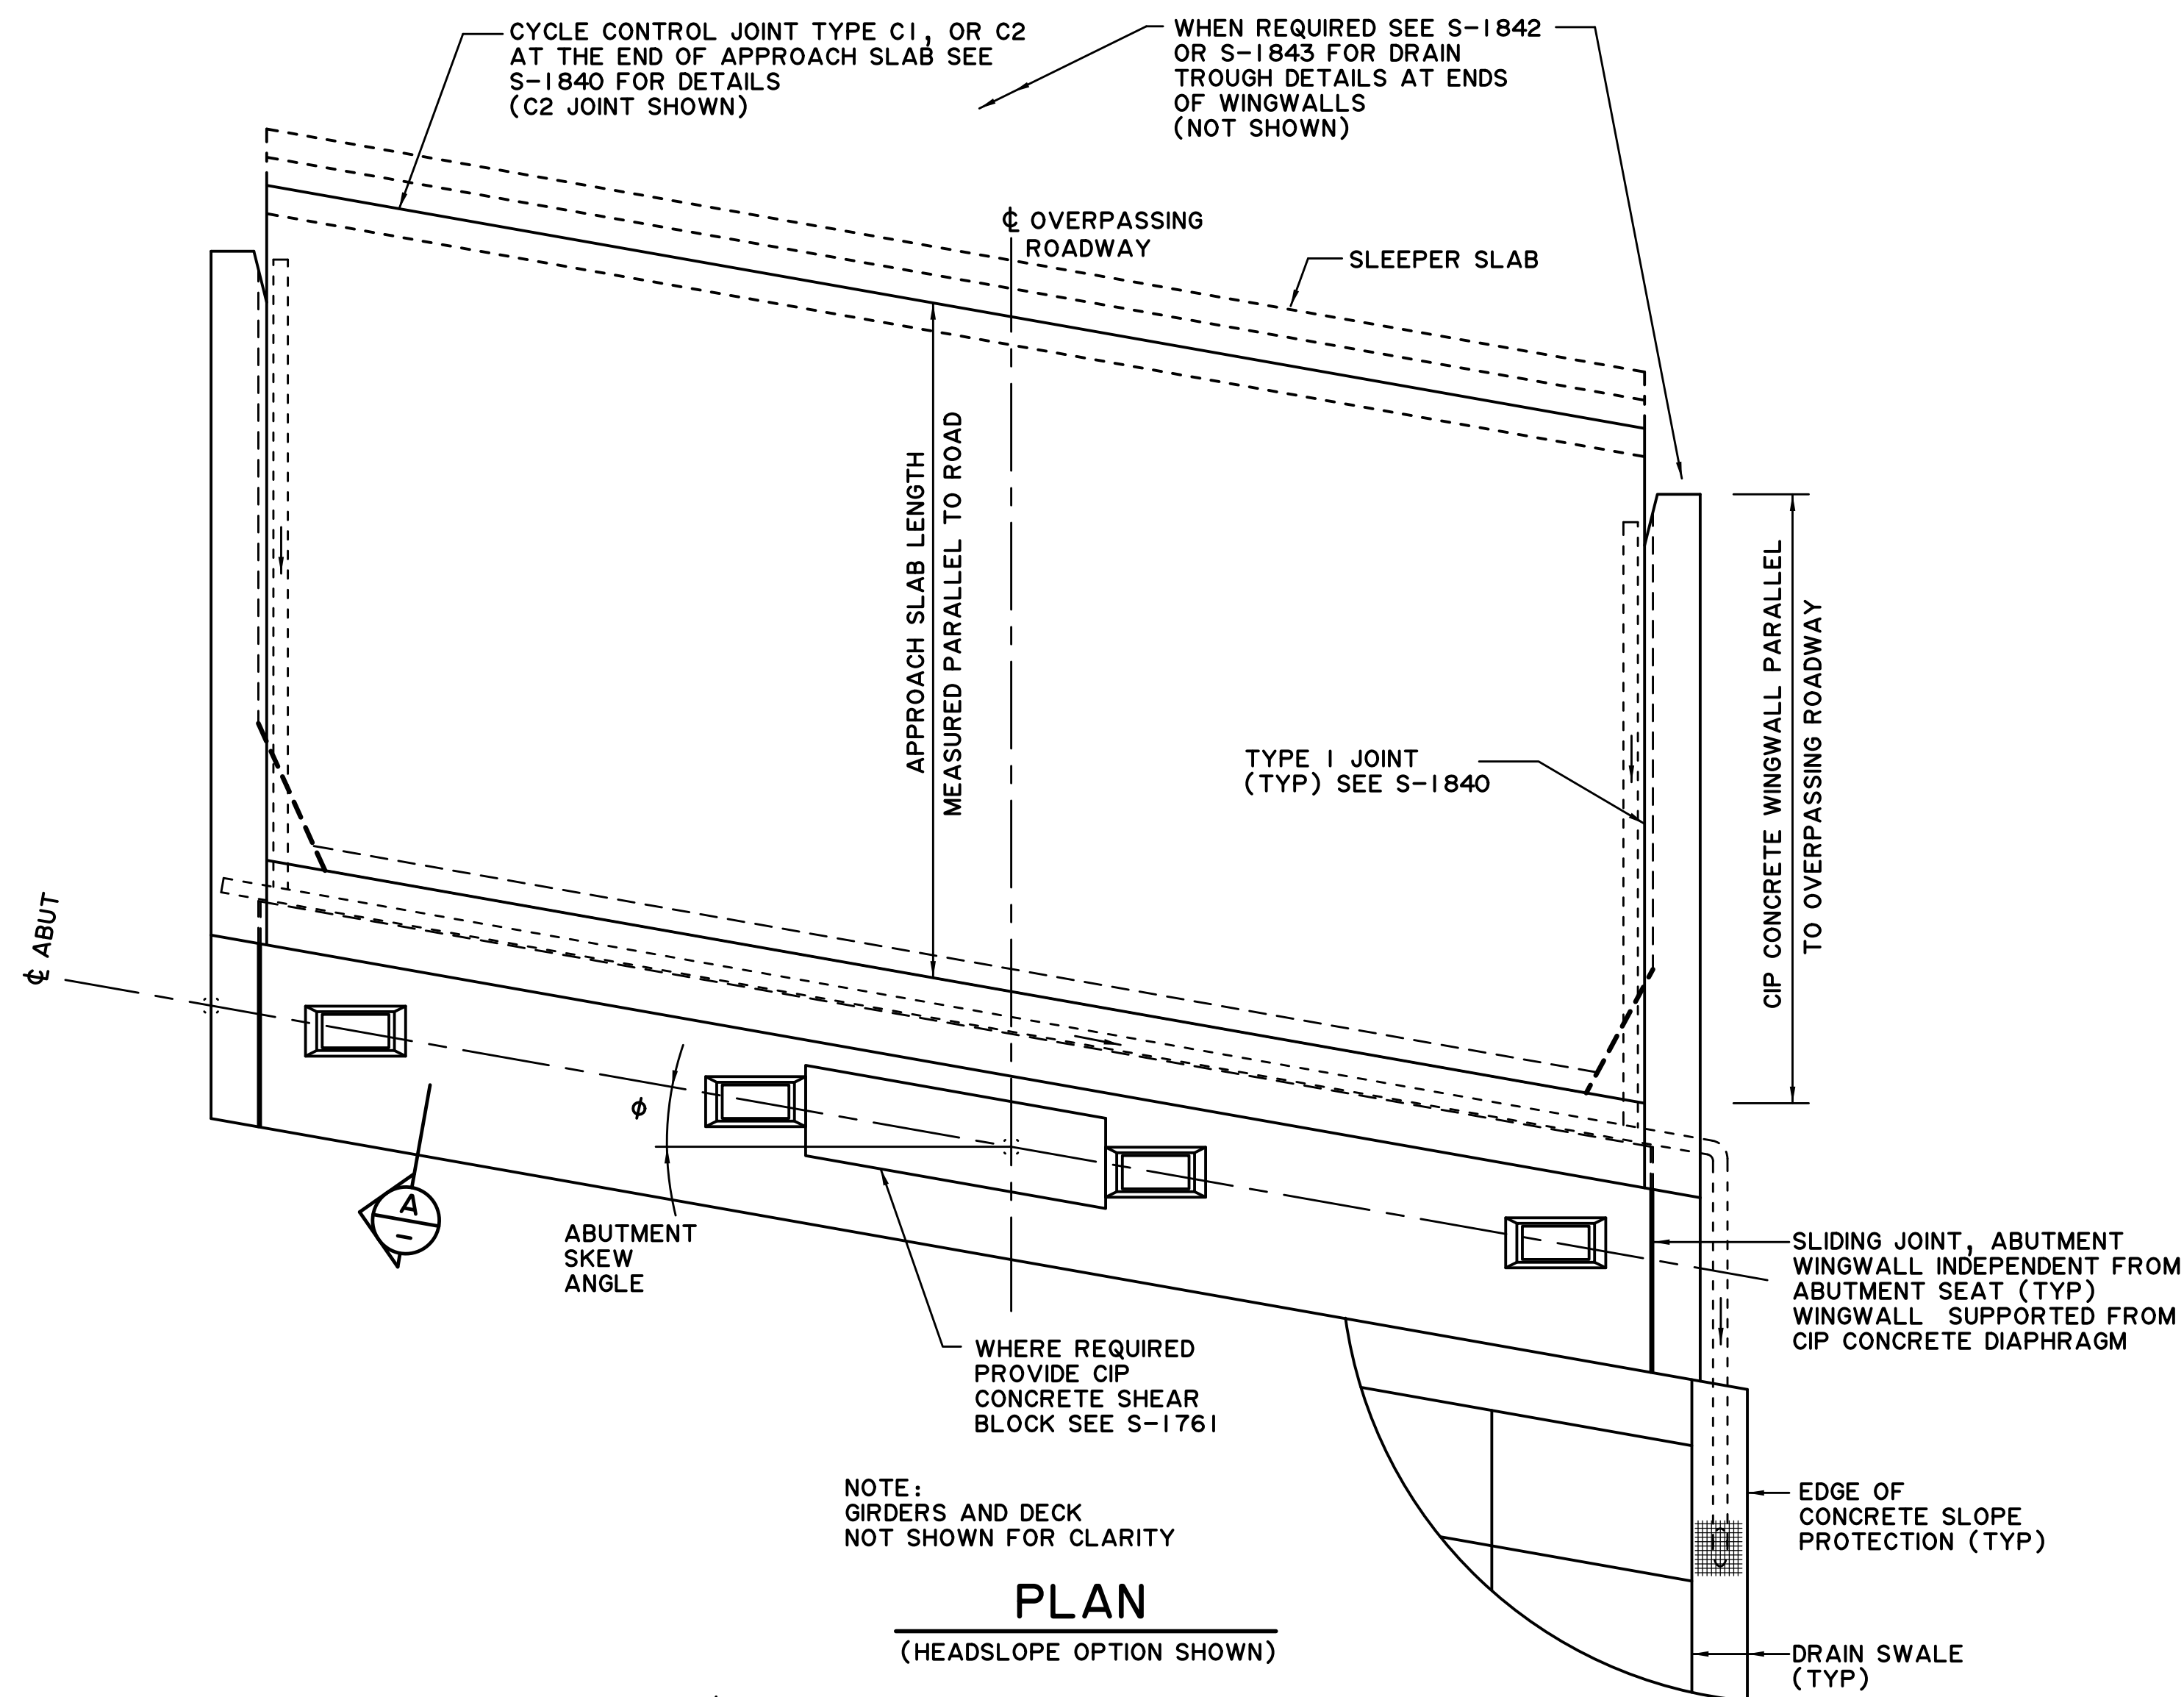 CYCLE CONTROL JOINT TYPE C1, OR C2
AT THE END OF APPROACH SLAB SEE
S-1840 FOR DETAILS
(C2 JOINT SHOWN)
WHEN REQUIRED SEE S-1842
OR S-1843 FOR DRAIN
TROUGH DETAILS AT ENDS
OF WINGWALLS
(NOT SHOWN)
℄ OVERPASSING
ROADWAY
SLEEPER SLAB
APPROACH SLAB LENGTH
MEASURED PARALLEL TO ROAD
CIP CONCRETE WINGWALL PARALLEL
TO OVERPASSING ROADWAY
TYPE 1 JOINT
(TYP) SEE S-1840
℄ ABUT
ϕ
A
-
ABUTMENT
SKEW
ANGLE
SLIDING JOINT, ABUTMENT
WINGWALL INDEPENDENT FROM
ABUTMENT SEAT (TYP)
WINGWALL SUPPORTED FROM
CIP CONCRETE DIAPHRAGM
WHERE REQUIRED
PROVIDE CIP
CONCRETE SHEAR
BLOCK SEE S-1761
NOTE:
GIRDERS AND DECK
NOT SHOWN FOR CLARITY
EDGE OF
CONCRETE SLOPE
PROTECTION (TYP)
PLAN
(HEADSLOPE OPTION SHOWN)
DRAIN SWALE
(TYP)